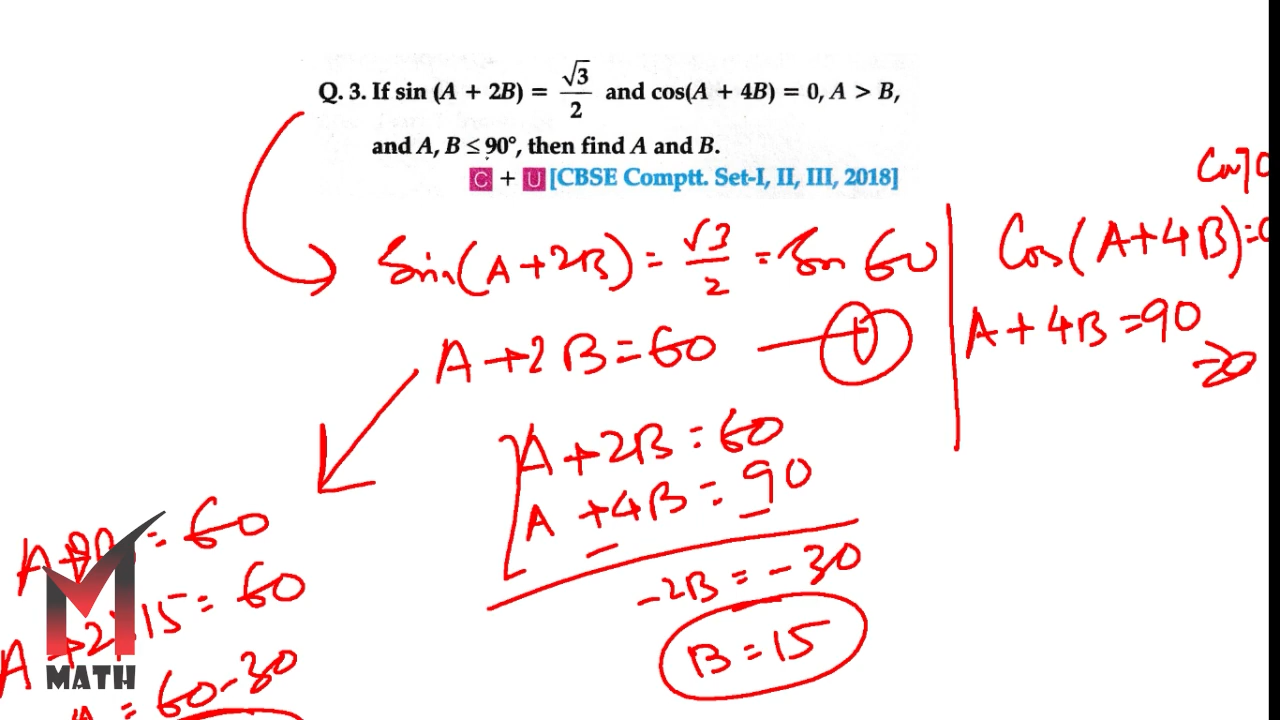 Q. 3. If sin (A + 2B) = √3/2 and cos(A + 4B) = 0, A > B,
and A, B ≤ 90°, then find A and B.
C + U [CBSE Comptt. Set-I, II, III, 2018]
Sin(A+2B) = √3/2 = Sin 60
A+2B=60 — 1
A+2B=60
A+4B=90
-2B=-30
B=15
Cos(A+4B)=0
A+4B=90
= 60
A +2×15= 60
A = 60-30
MATH